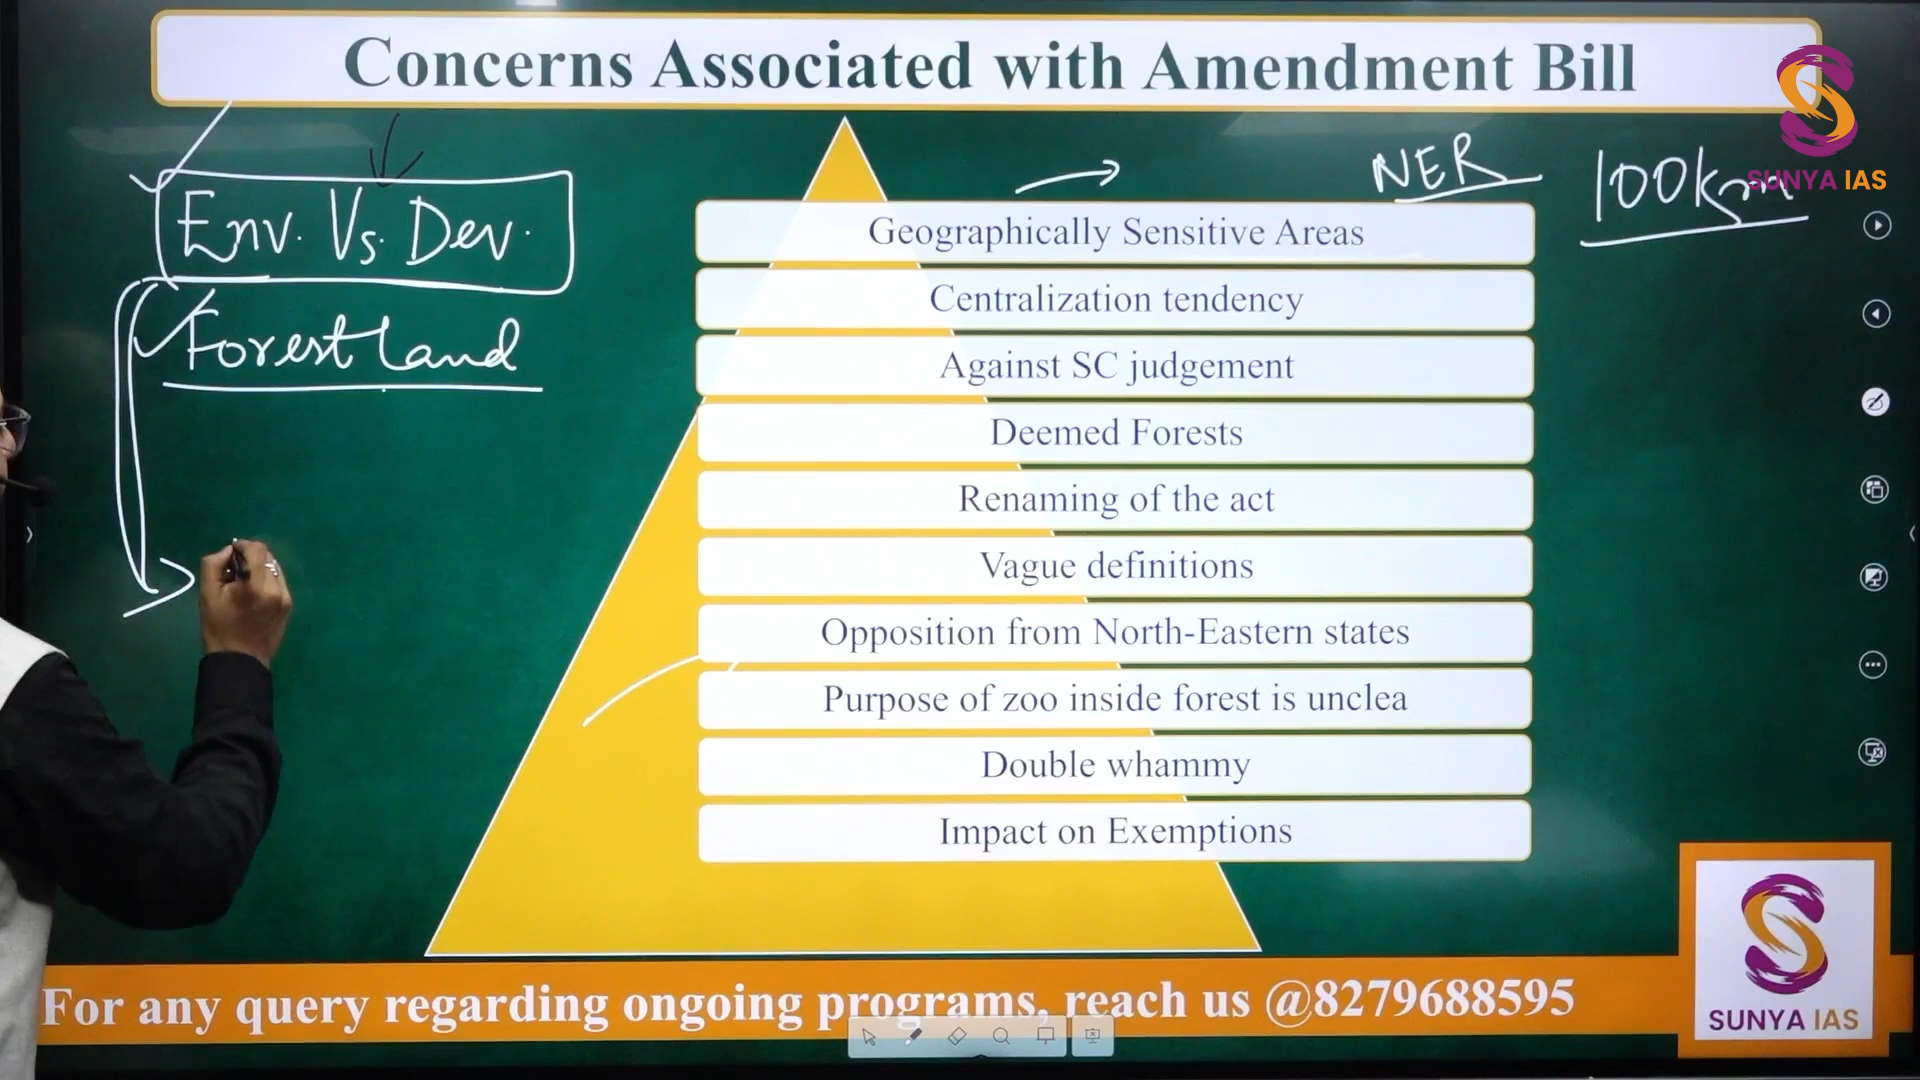 Concerns Associated with Amendment Bill
SUNYA IAS
NER
100km
Env. Vs. Dev.
Forest land
Geographically Sensitive Areas
Centralization tendency
Against SC judgement
Deemed Forests
Renaming of the act
Vague definitions
Opposition from North-Eastern states
Purpose of zoo inside forest is unclea
Double whammy
Impact on Exemptions
For any query regarding ongoing programs, reach us @8279688595
SUNYA IAS